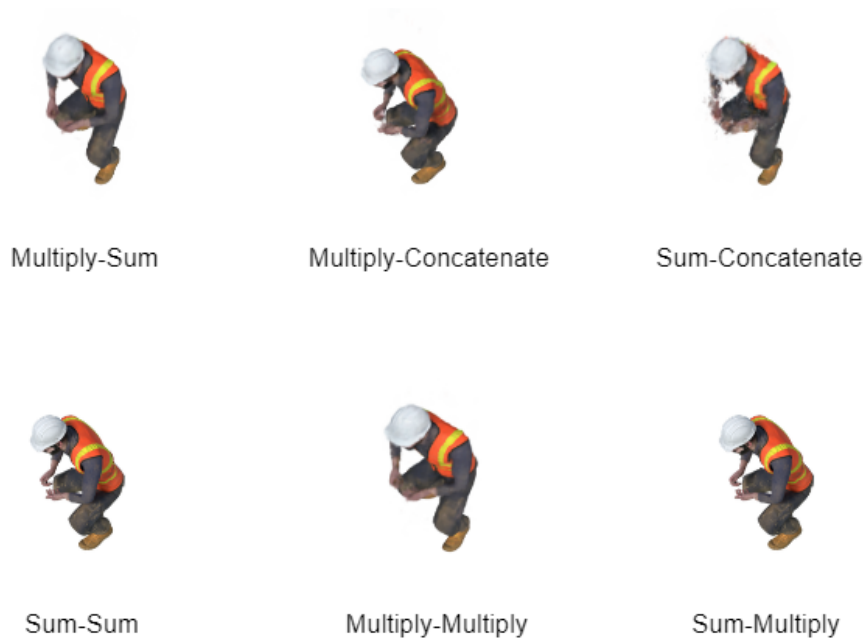 Multiply-Sum
Multiply-Concatenate
Sum-Concatenate
Sum-Sum
Multiply-Multiply
Sum-Multiply